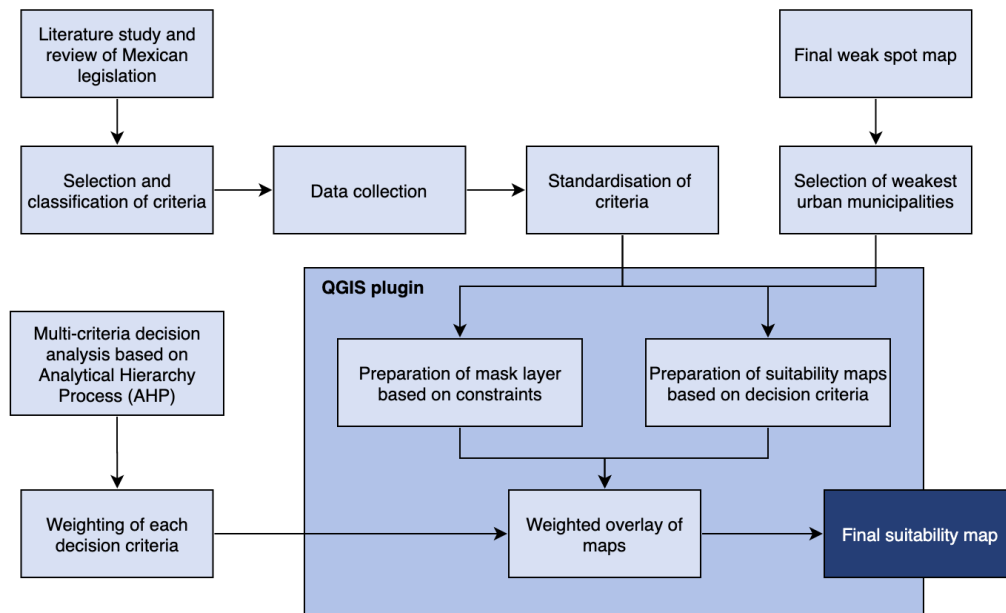 Literature study and
review of Mexican
legislation
Final weak spot map
Selection and
classification of criteria
Data collection
Standardisation of
criteria
Selection of weakest
urban municipalities
QGIS plugin
Multi-criteria decision
analysis based on
Analytical Hierarchy
Process (AHP)
Preparation of mask layer
based on constraints
Preparation of suitability maps
based on decision criteria
Weighting of each
decision criteria
Weighted overlay of
maps
Final suitability map